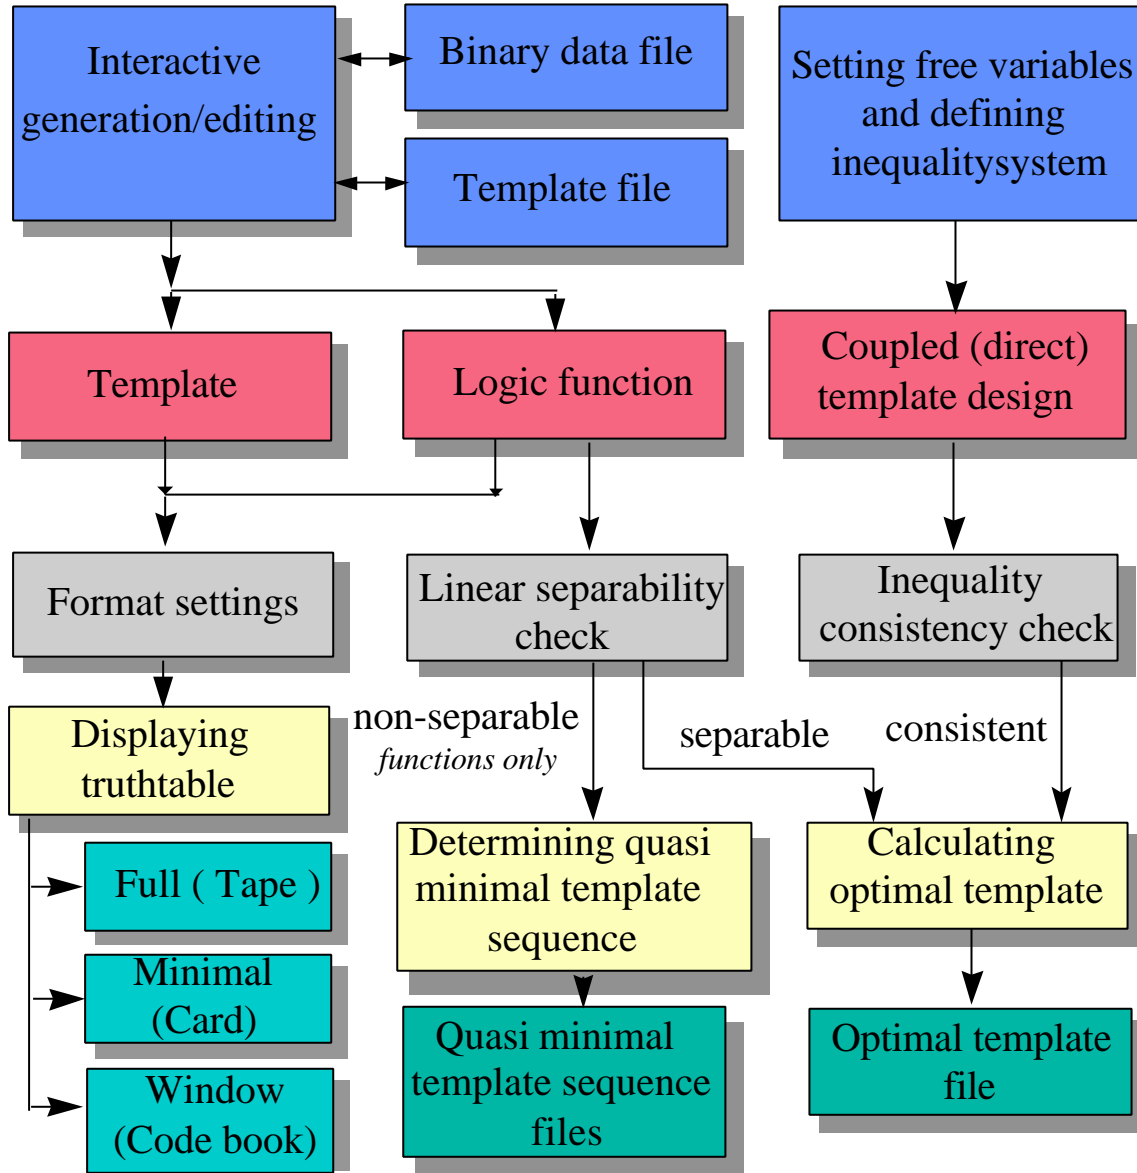 Interactive
generation/editing
Binary data file
Template file
Setting free variables
and defining
inequalitysystem
Template
Logic function
Coupled (direct)
template design
Format settings
Linear separability
check
Inequality
consistency check
non-separable
functions only
separable
consistent
Displaying
truthtable
Determining quasi
minimal template
sequence
Calculating
optimal template
Full ( Tape )
Minimal
(Card)
Window
(Code book)
Quasi minimal
template sequence
files
Optimal template
file